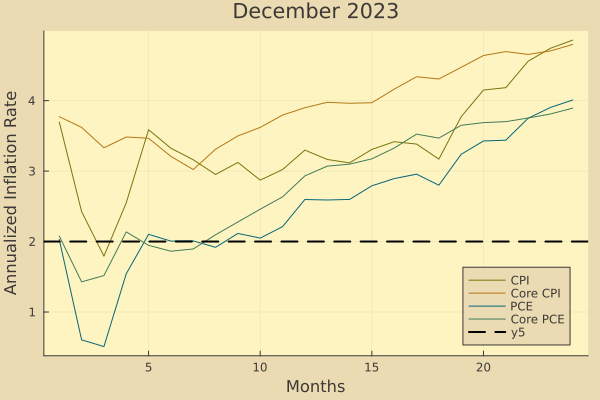 December 2023
Annualized Inflation Rate
4
3
2
1
CPI
Core CPI
PCE
Core PCE
y5
5
10
15
20
Months